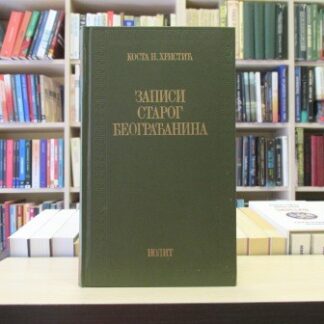 КОСТА Н. ХРИСТИЋ
ЗАПИСИ
СТАРОГ
БЕОГРАЂАНИНА
НОЛИТ